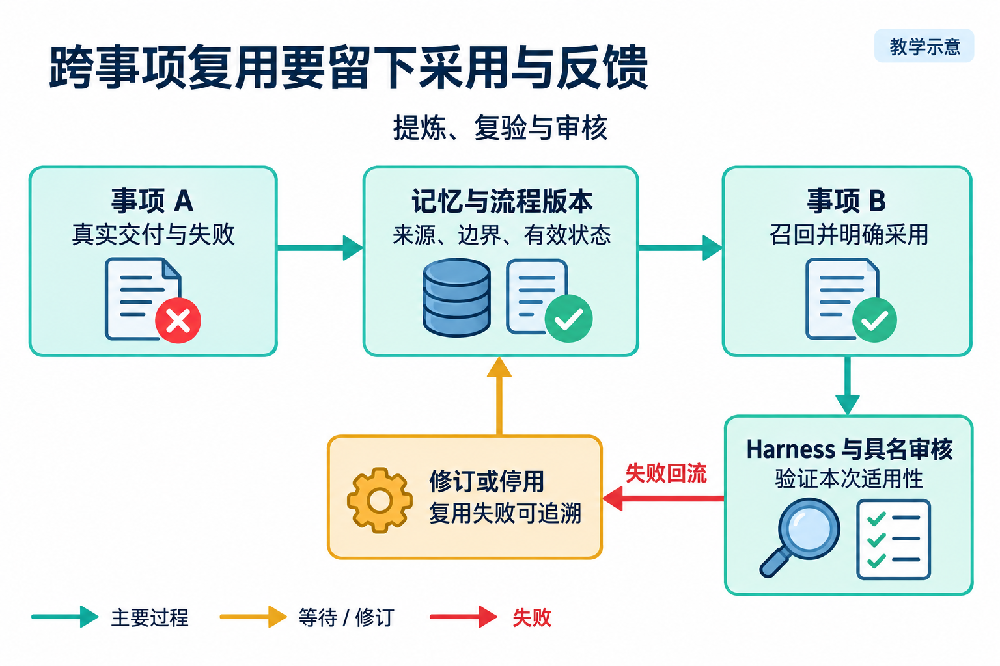 跨事项复用要留下采用与反馈
教学示意
提炼、复验与审核
事项 A
真实交付与失败
记忆与流程版本
来源、边界、有效状态
事项 B
召回并明确采用
Harness 与具名审核
验证本次适用性
失败回流
修订或停用
复用失败可追溯
主要过程
等待 / 修订
失败